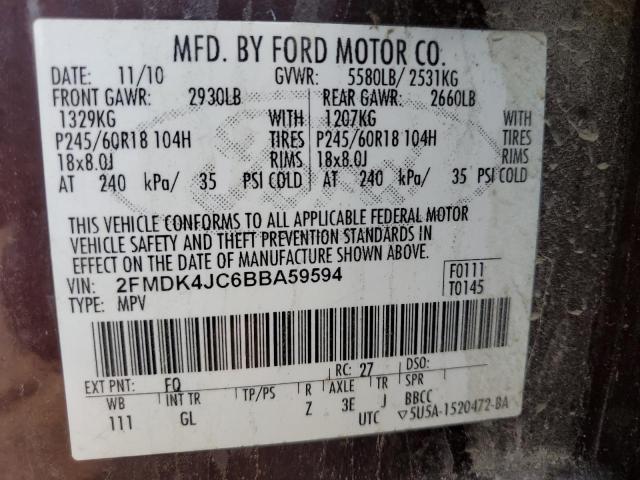 MFD. BY FORD MOTOR CO.
DATE: 11/10 GVWR: 5580LB/ 2531KG
FRONT GAWR: 2930LB REAR GAWR: 2660LB
1329KG WITH 1207KG WITH
P245/60R18 104H TIRES P245/60R18 104H TIRES
18x8.0J RIMS 18x8.0J RIMS
AT 240 kPa/ 35 PSI COLD AT 240 kPa/ 35 PSI COLD
THIS VEHICLE CONFORMS TO ALL APPLICABLE FEDERAL MOTOR
VEHICLE SAFETY AND THEFT PREVENTION STANDARDS IN
EFFECT ON THE DATE OF MANUFACTURE SHOWN ABOVE.
VIN: 2FMDK4JC6BBA59594 F0111
TYPE: MPV T0145
EXT PNT: FQ RC: 27 DSO:
WB INT TR TP/PS R AXLE TR SPR
111 GL Z 3E J BBCC
UTC ▽5U5A-1520472-BA